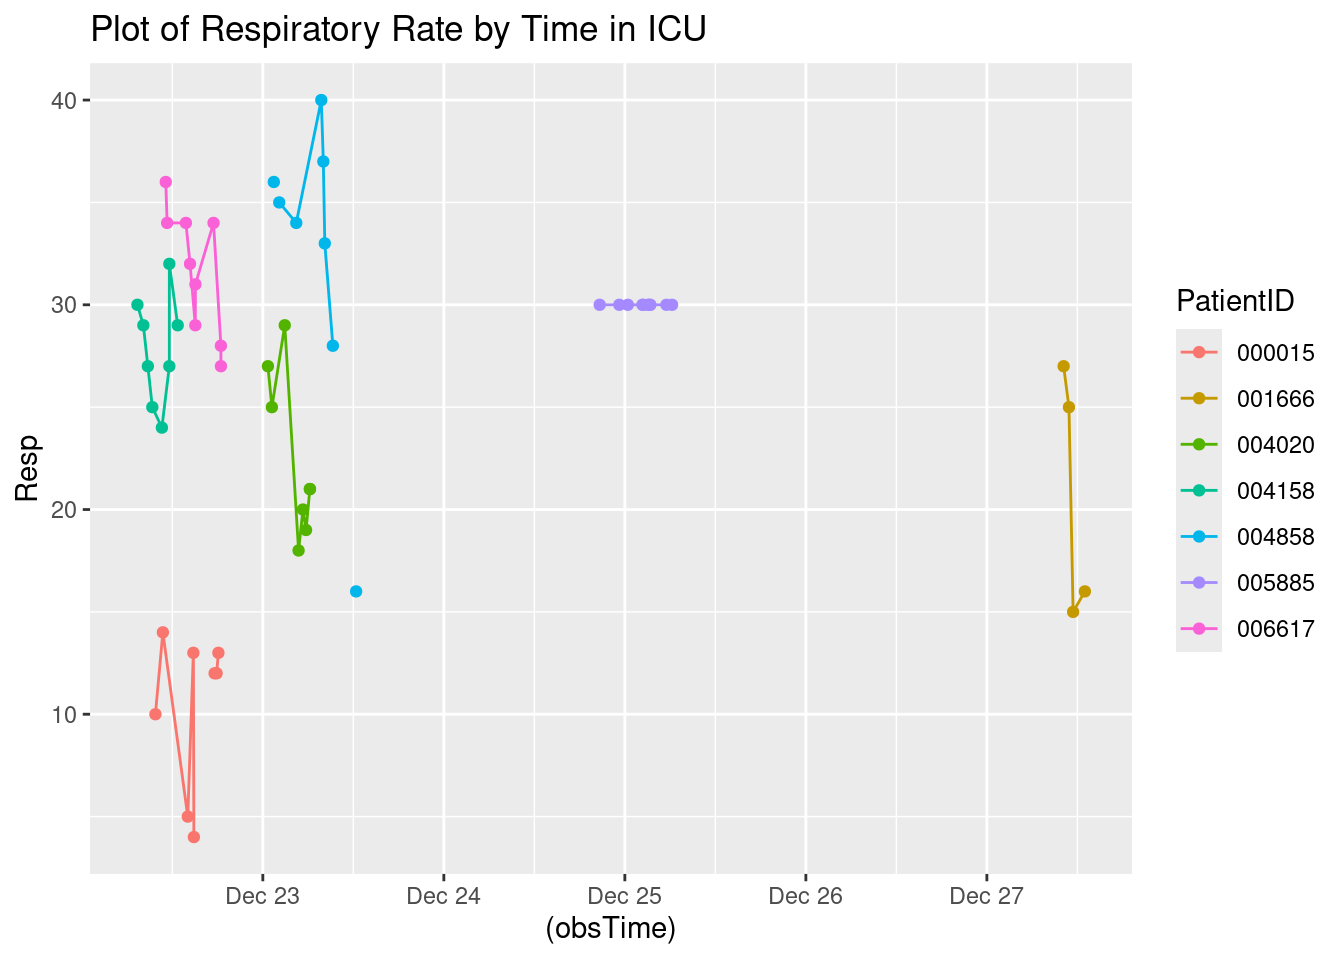 Plot of Respiratory Rate by Time in ICU
40
30
20
10
Resp
Dec 23
Dec 24
Dec 25
Dec 26
Dec 27
(obsTime)
PatientID
000015
001666
004020
004158
004858
005885
006617